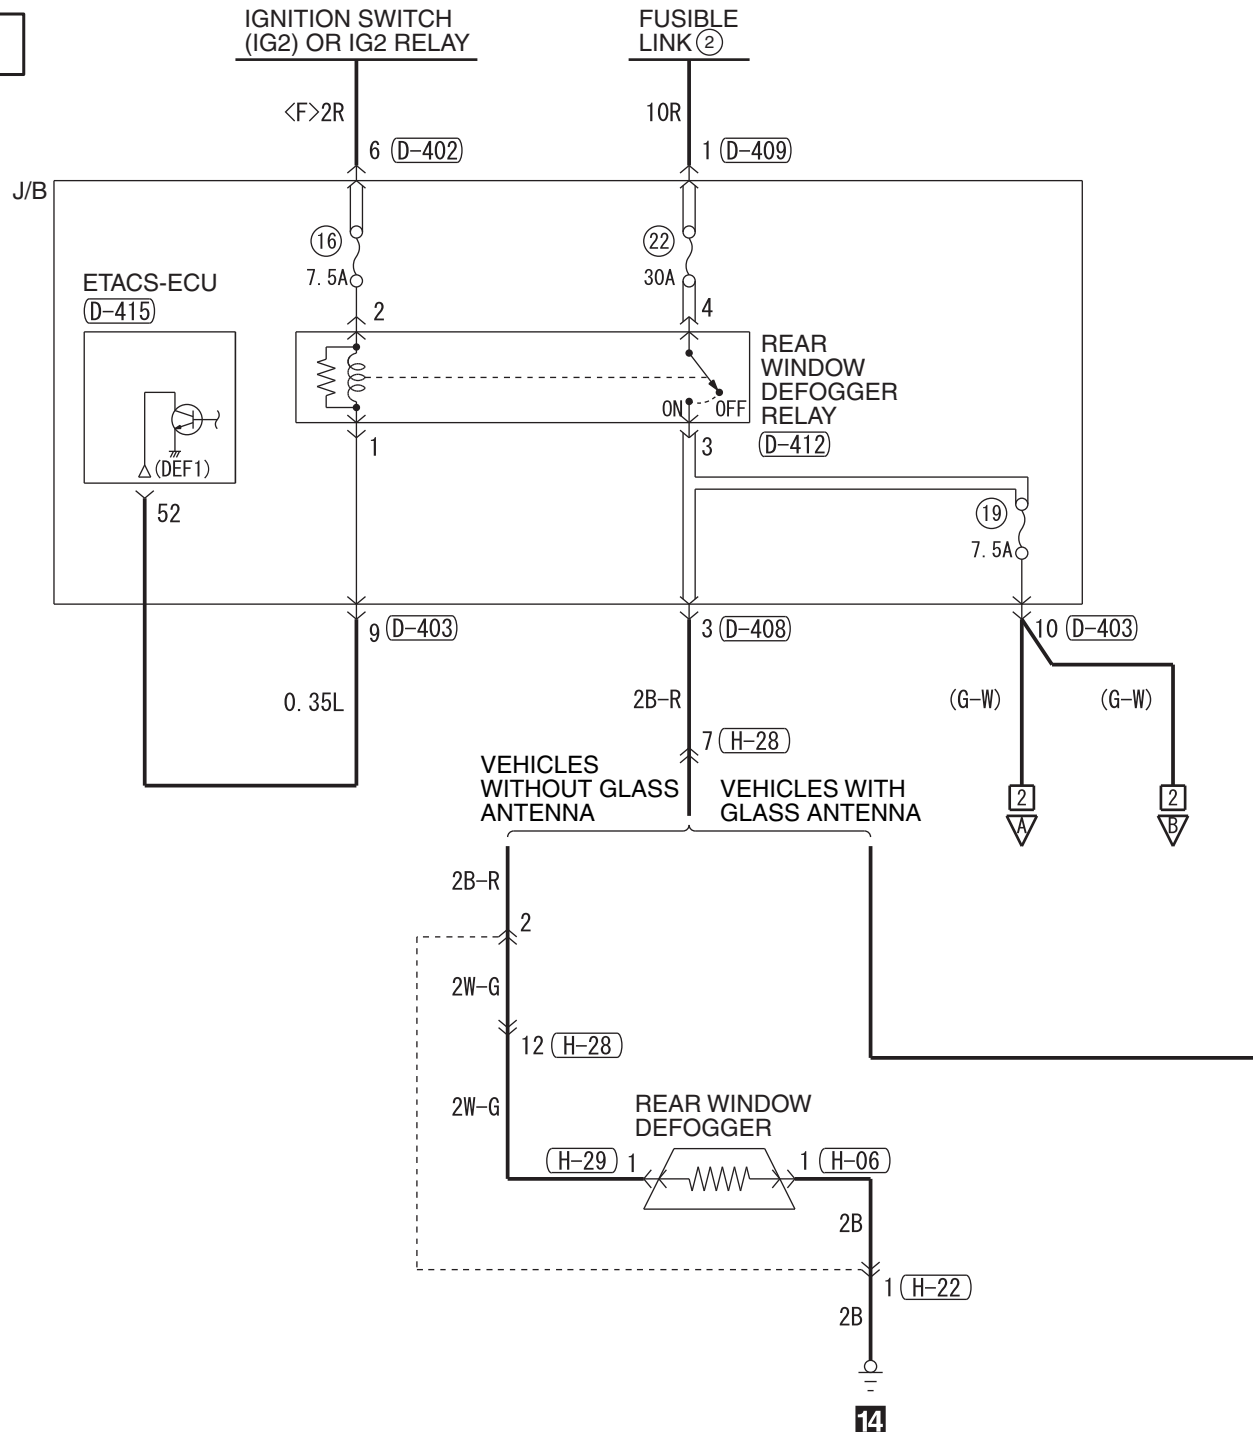 IGNITION SWITCH
(IG2) OR IG2 RELAY
FUSIBLE
LINK ②
<F>2R
10R
6 D-402
1 D-409
J/B
16
7.5A
22
30A
ETACS-ECU
D-415
2
4
REAR
WINDOW
DEFOGGER
RELAY
D-412
ON OFF
(DEF1)
1
3
52
19
7.5A
9 D-403
3 D-408
10 D-403
0.35L
2B-R
(G-W)
(G-W)
7 H-28
VEHICLES
WITHOUT GLASS
ANTENNA
VEHICLES WITH
GLASS ANTENNA
2
A
2
B
2B-R
2
2W-G
12 H-28
2W-G
REAR WINDOW
DEFOGGER
H-29 1
1 H-06
2B
1 H-22
2B
14